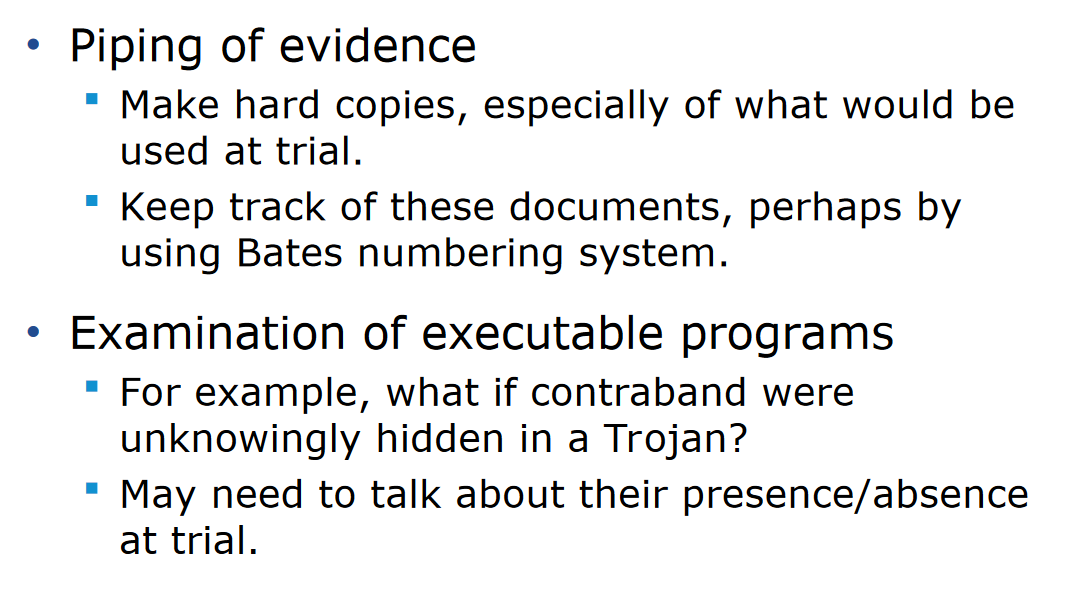 • Piping of evidence
▪ Make hard copies, especially of what would be
used at trial.
▪ Keep track of these documents, perhaps by
using Bates numbering system.
• Examination of executable programs
▪ For example, what if contraband were
unknowingly hidden in a Trojan?
▪ May need to talk about their presence/absence
at trial.